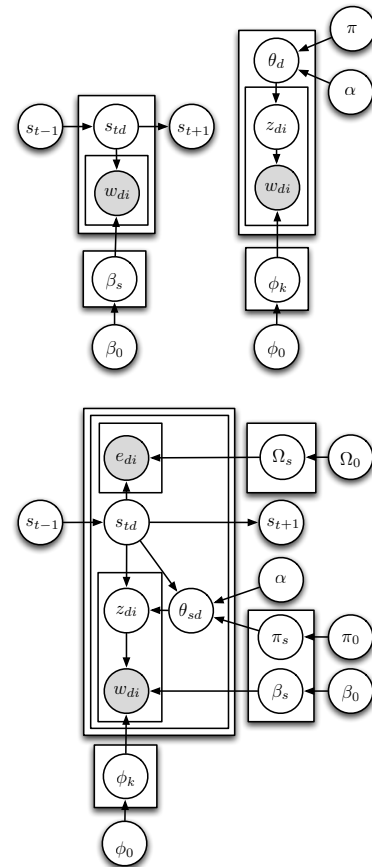 s_{t−1}
s_{td}
s_{t+1}
w_{di}
β_s
β_0
π
θ_d
α
z_{di}
w_{di}
ϕ_k
ϕ_0
e_{di}
Ω_s
Ω_0
s_{t−1}
s_{td}
s_{t+1}
α
z_{di}
θ_{sd}
π_s
π_0
w_{di}
β_s
β_0
ϕ_k
ϕ_0